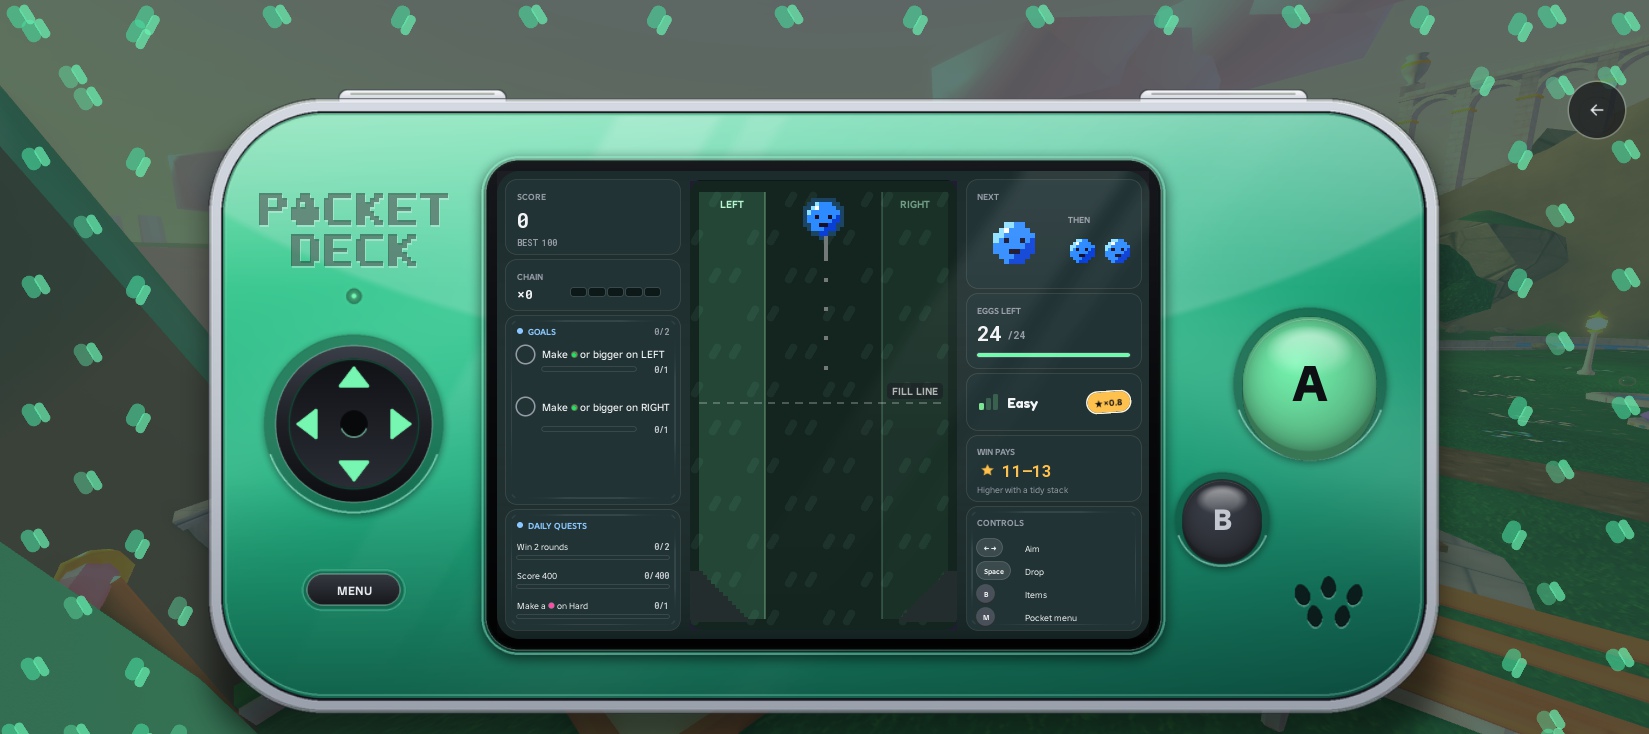 POCKET
DECK
MENU
SCORE
0
BEST 100
CHAIN
×0
GOALS
0/2
Make or bigger on LEFT
0/1
Make or bigger on RIGHT
0/1
DAILY QUESTS
Win 2 rounds
0/2
Score 400
0/400
Make a on Hard
0/1
LEFT
RIGHT
FILL LINE
NEXT
THEN
EGGS LEFT
24 /24
Easy
★×0.8
WIN PAYS
★ 11–13
Higher with a tidy stack
CONTROLS
←→ Aim
Space Drop
B Items
M Pocket menu
A
B